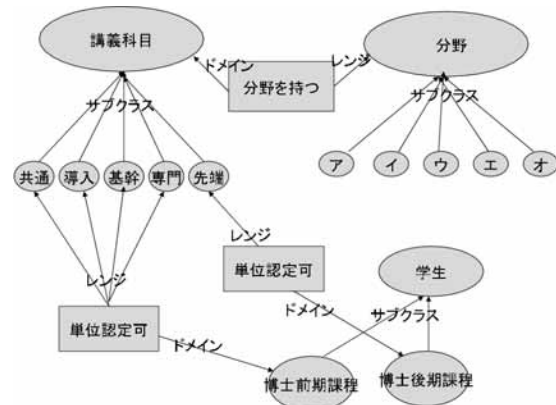 講義科目
分野
ドメイン
レンジ
分野を持つ
サブクラス
サブクラス
共通
導入
基幹
専門
先端
ア
イ
ウ
エ
オ
レンジ
レンジ
単位認定可
学生
単位認定可
ドメイン
サブクラス
ドメイン
博士前期課程
博士後期課程